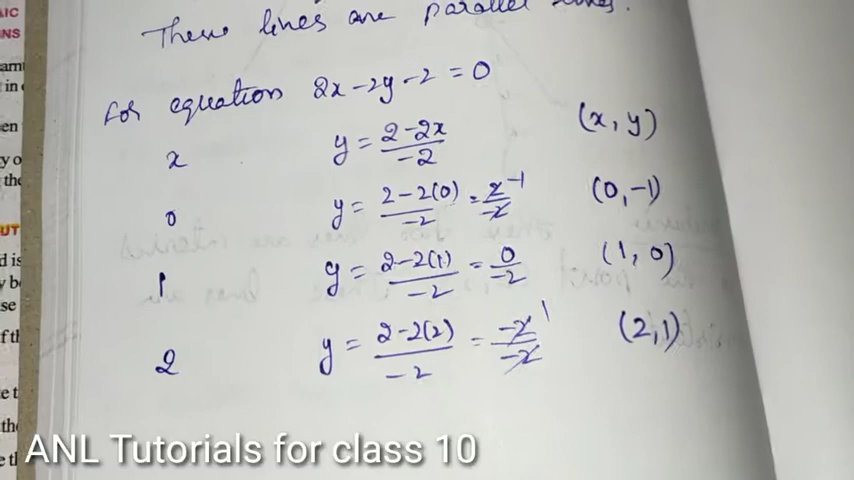 These lines are parallel lines.
For equation 2x-2y-2=0
x y = 2-2x/-2 (x, y)
0 y = 2-2(0)/-2 = 2/-2 -1 (0,-1)
1 y = 2-2(1)/-2 = 0/-2 (1, 0)
2 y = 2-2(2)/-2 = -2/-2 1 (2,1)
ANL Tutorials for class 10